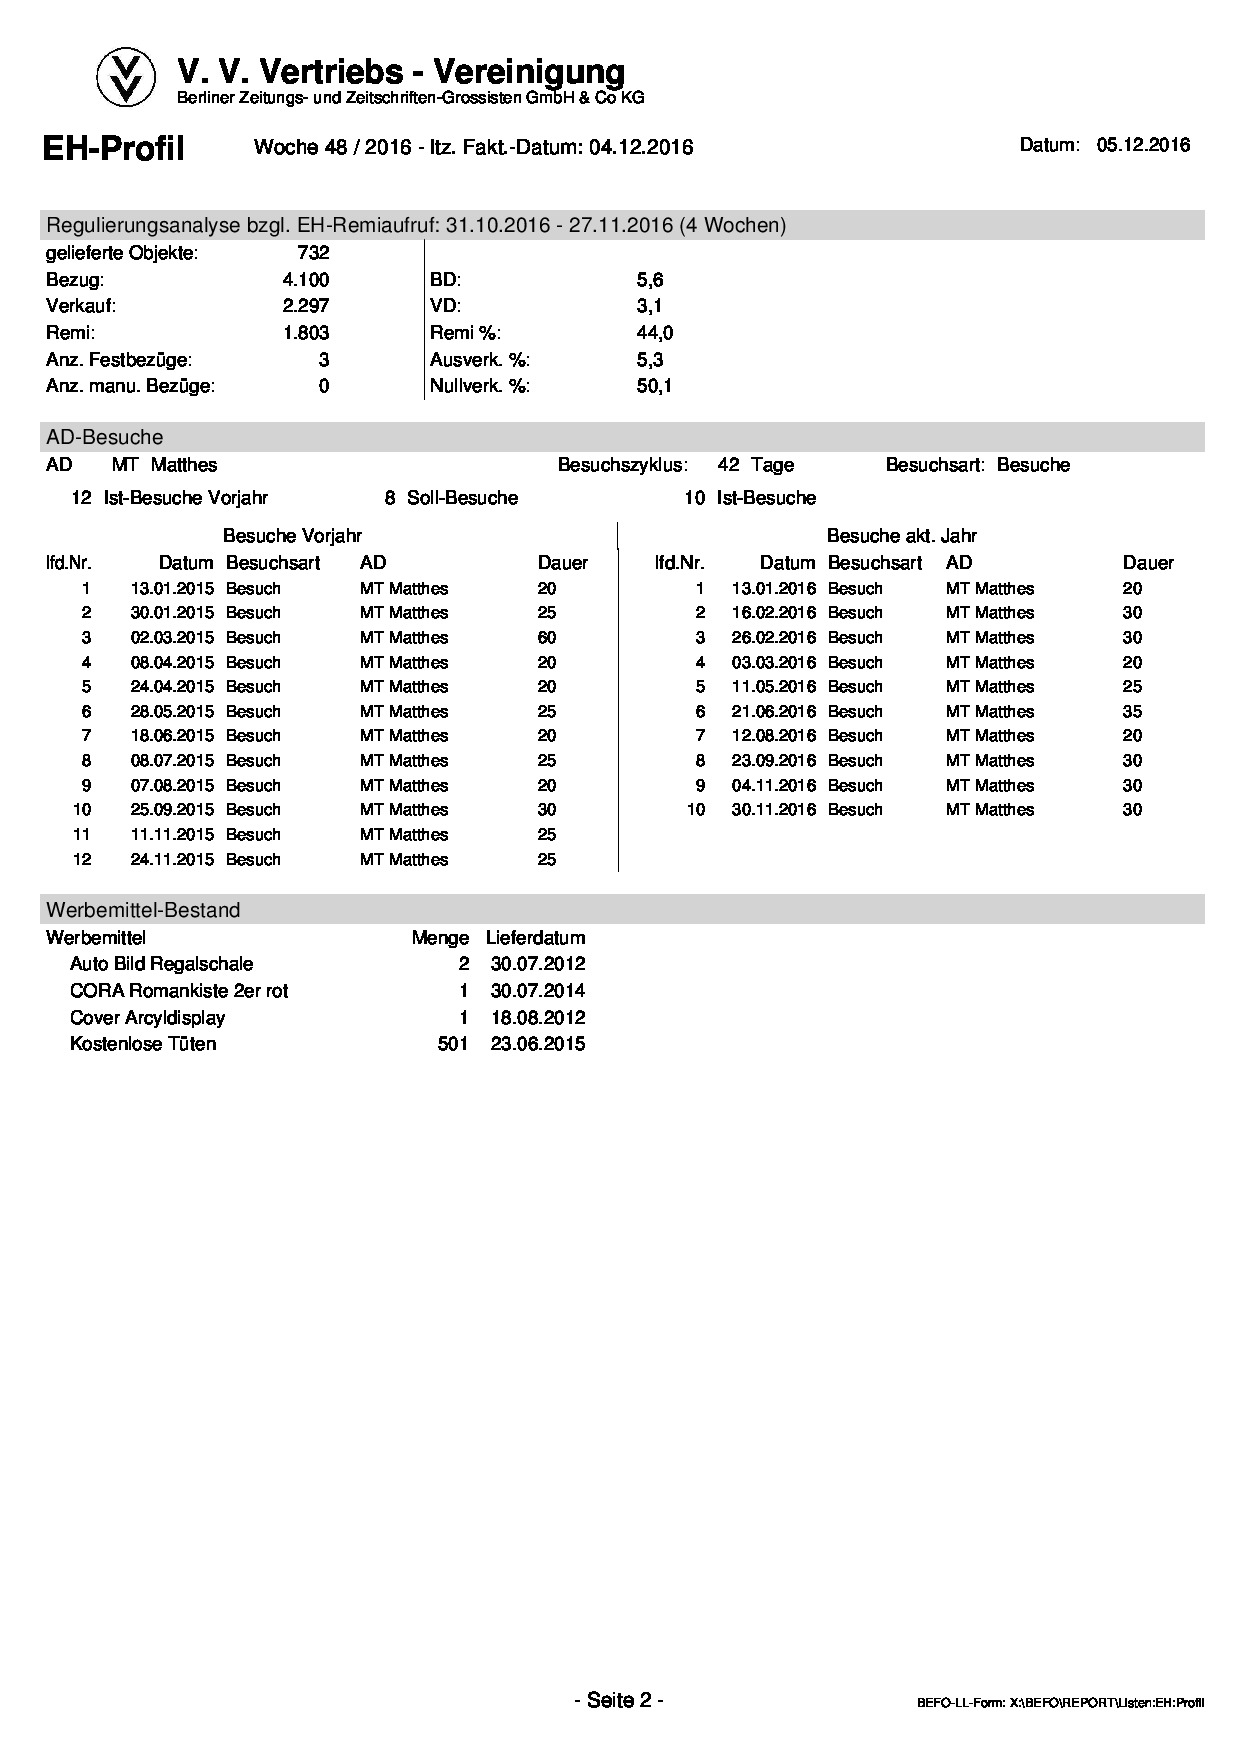 V. V. Vertriebs - Vereinigung
Berliner Zeitungs- und Zeitschriften-Grossisten GmbH & Co KG
EH-Profil Woche 48 / 2016 - ltz. Fakt.-Datum: 04.12.2016 Datum: 05.12.2016
Regulierungsanalyse bzgl. EH-Remiaufruf: 31.10.2016 - 27.11.2016 (4 Wochen)
gelieferte Objekte: 732
Bezug: 4.100 BD: 5,6
Verkauf: 2.297 VD: 3,1
Remi: 1.803 Remi %: 44,0
Anz. Festbezüge: 3 Ausverk. %: 5,3
Anz. manu. Bezüge: 0 Nullverk. %: 50,1
AD-Besuche
AD MT Matthes Besuchszyklus: 42 Tage Besuchsart: Besuche
12 Ist-Besuche Vorjahr 8 Soll-Besuche 10 Ist-Besuche
Besuche Vorjahr Besuche akt. Jahr
lfd.Nr. Datum Besuchsart AD Dauer lfd.Nr. Datum Besuchsart AD Dauer
1 13.01.2015 Besuch MT Matthes 20 1 13.01.2016 Besuch MT Matthes 20
2 30.01.2015 Besuch MT Matthes 25 2 16.02.2016 Besuch MT Matthes 30
3 02.03.2015 Besuch MT Matthes 60 3 26.02.2016 Besuch MT Matthes 30
4 08.04.2015 Besuch MT Matthes 20 4 03.03.2016 Besuch MT Matthes 20
5 24.04.2015 Besuch MT Matthes 20 5 11.05.2016 Besuch MT Matthes 25
6 28.05.2015 Besuch MT Matthes 25 6 21.06.2016 Besuch MT Matthes 35
7 18.06.2015 Besuch MT Matthes 20 7 12.08.2016 Besuch MT Matthes 20
8 08.07.2015 Besuch MT Matthes 25 8 23.09.2016 Besuch MT Matthes 30
9 07.08.2015 Besuch MT Matthes 20 9 04.11.2016 Besuch MT Matthes 30
10 25.09.2015 Besuch MT Matthes 30 10 30.11.2016 Besuch MT Matthes 30
11 11.11.2015 Besuch MT Matthes 25
12 24.11.2015 Besuch MT Matthes 25
Werbemittel-Bestand
Werbemittel Menge Lieferdatum
Auto Bild Regalschale 2 30.07.2012
CORA Romankiste 2er rot 1 30.07.2014
Cover Arcyldisplay 1 18.08.2012
Kostenlose Tüten 501 23.06.2015
- Seite 2 - BEFO-LL-Form: X:\BEFO\REPORT\Listen:EH:Profil